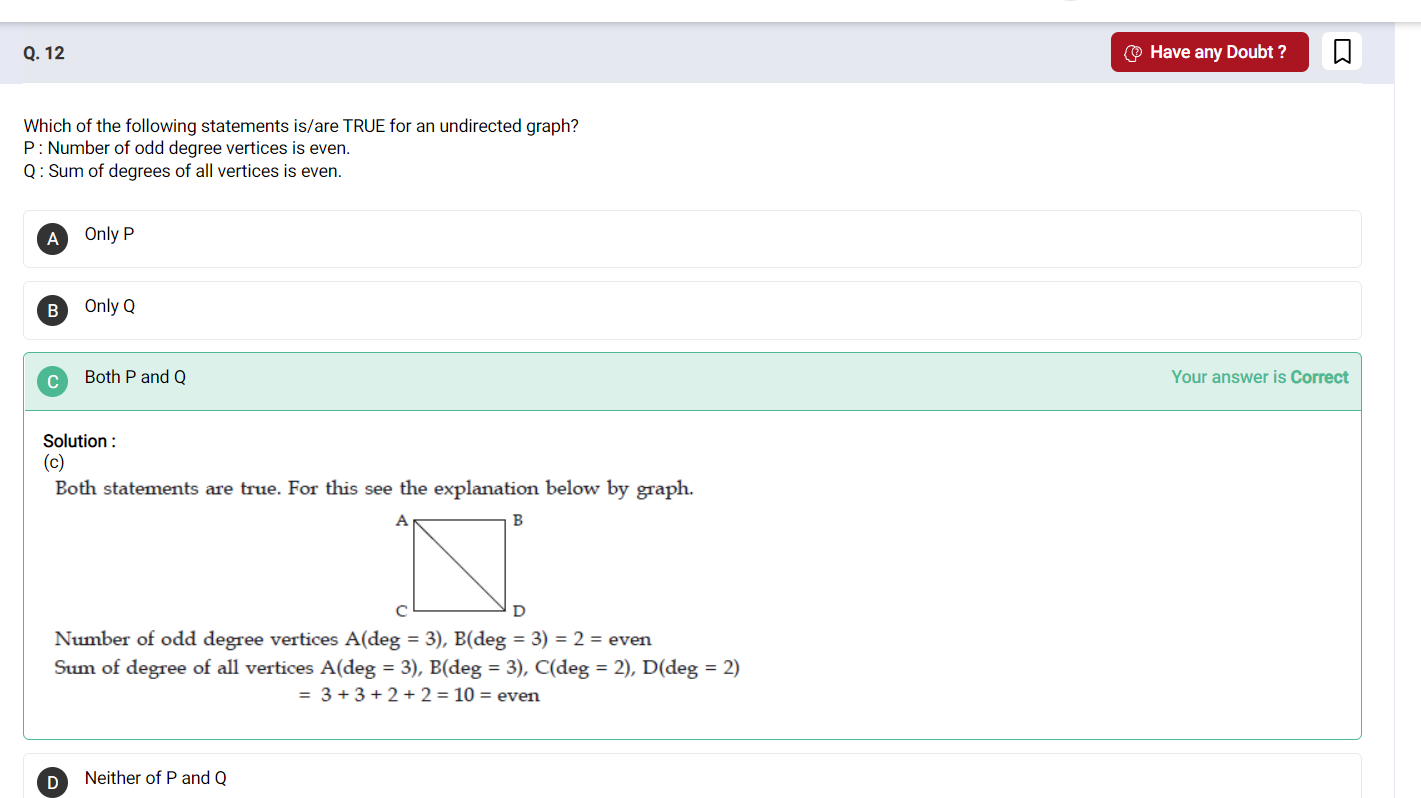 Q. 12
Have any Doubt ?
Which of the following statements is/are TRUE for an undirected graph?
P : Number of odd degree vertices is even.
Q : Sum of degrees of all vertices is even.
A Only P
B Only Q
C Both P and Q
Your answer is Correct
Solution :
(c)
Both statements are true. For this see the explanation below by graph.
A B
C D
Number of odd degree vertices A(deg = 3), B(deg = 3) = 2 = even
Sum of degree of all vertices A(deg = 3), B(deg = 3), C(deg = 2), D(deg = 2)
= 3 + 3 + 2 + 2 = 10 = even
D Neither of P and Q